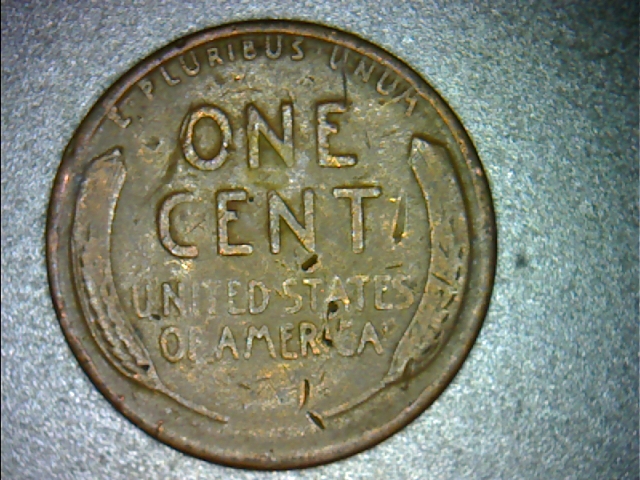 E·PLURIBUS·UNUM
ONE
CENT
UNITED STATES
OF AMERICA